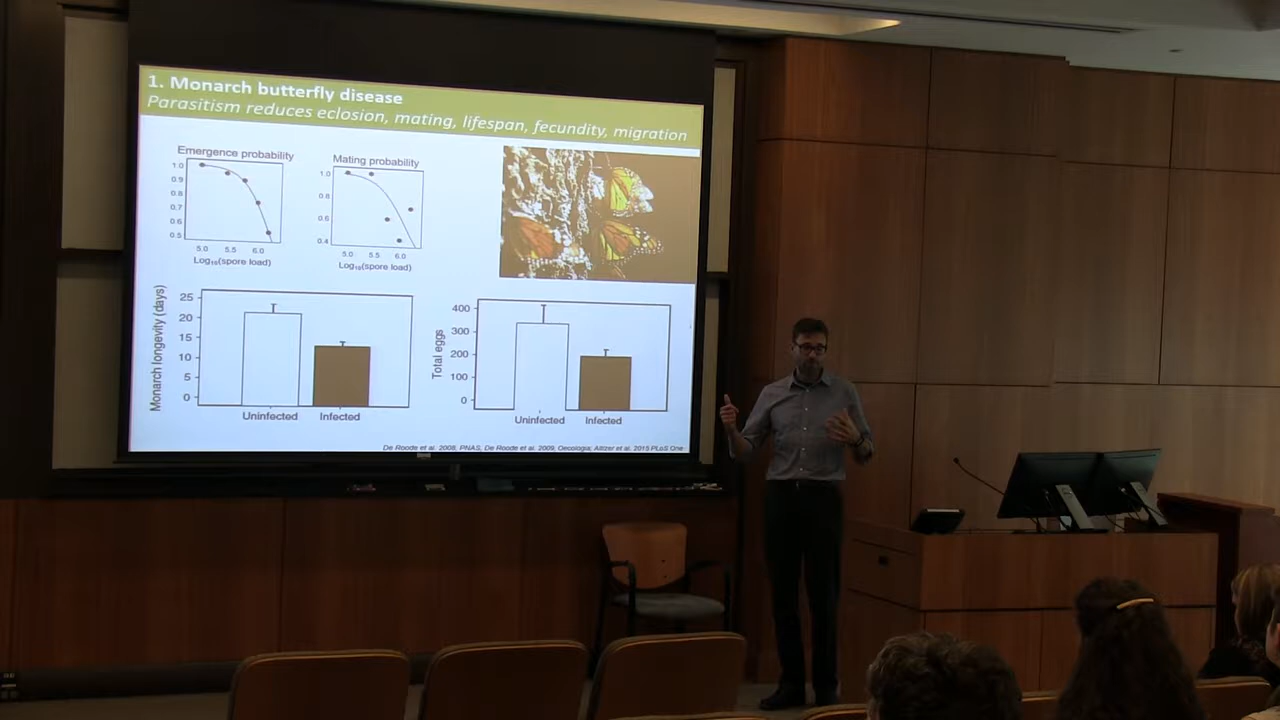 1. Monarch butterfly disease
Parasitism reduces eclosion, mating, lifespan, fecundity, migration
Emergence probability
1.0
0.9
0.8
0.7
0.6
0.5
5.0 5.5 6.0
Log₁₀(spore load)
Mating probability
1.0
0.8
0.6
0.4
5.0 5.5 6.0
Log₁₀(spore load)
Monarch longevity (days)
25
20
15
10
5
0
Uninfected Infected
Total eggs
400
300
200
100
0
Uninfected Infected
De Roode et al. 2008, PNAS, De Roode et al. 2009, Oecologia; Altizer et al. 2015 PLoS One